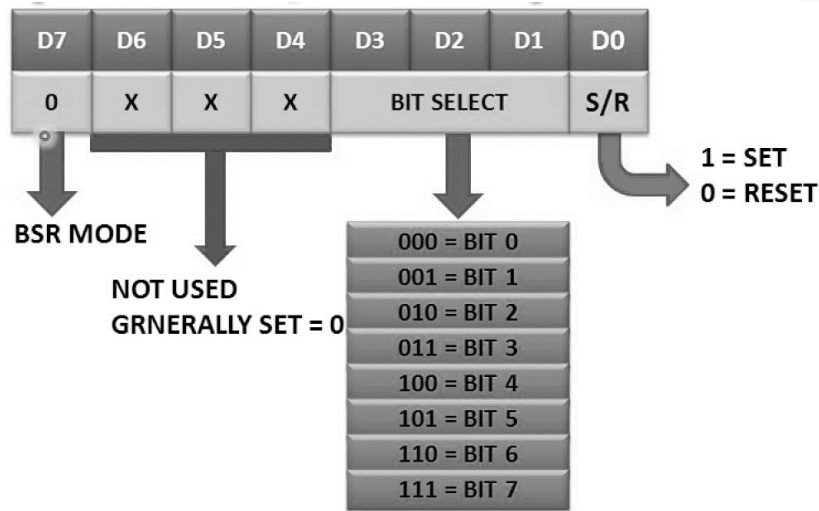 D7 D6 D5 D4 D3 D2 D1 D0
0 X X X BIT SELECT S/R
1 = SET
0 = RESET
BSR MODE
NOT USED
GRNERALLY SET = 0
000 = BIT 0
001 = BIT 1
010 = BIT 2
011 = BIT 3
100 = BIT 4
101 = BIT 5
110 = BIT 6
111 = BIT 7